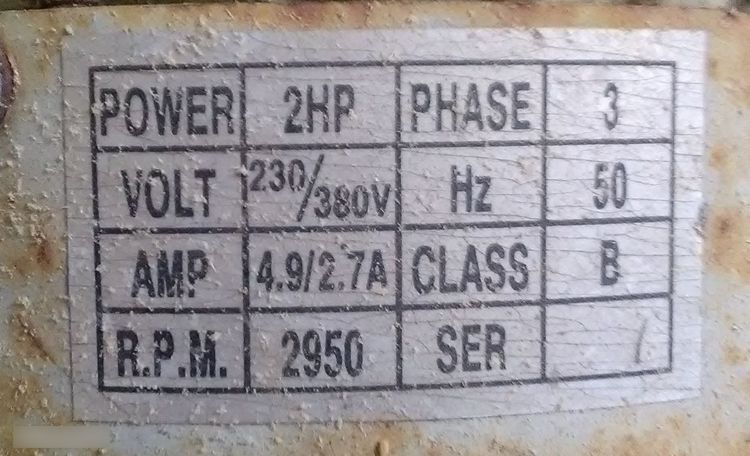 POWER 2HP PHASE 3
VOLT 230/380V Hz 50
AMP 4.9/2.7A CLASS B
R.P.M. 2950 SER